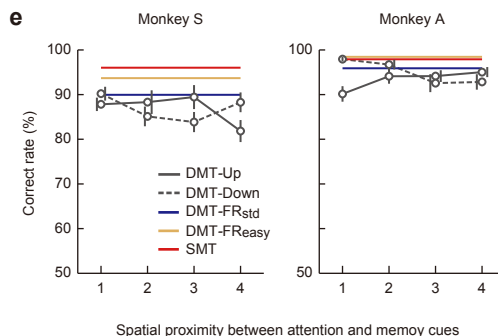 e
Monkey S
Monkey A
Correct rate (%)
100
90
80
70
60
50
100
50
DMT-Up
DMT-Down
DMT-FRstd
DMT-FReasy
SMT
1 2 3 4
1 2 3 4
Spatial proximity between attention and memoy cues